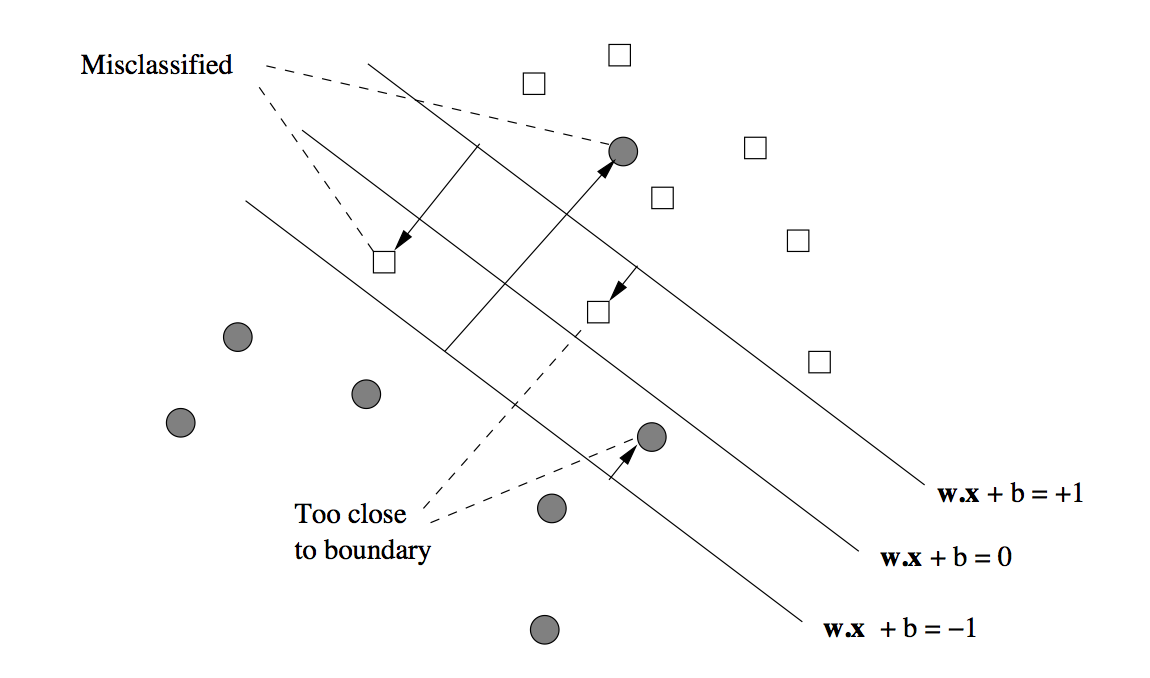 Misclassified
Too close
to boundary
w.x + b = +1
w.x + b = 0
w.x + b = −1